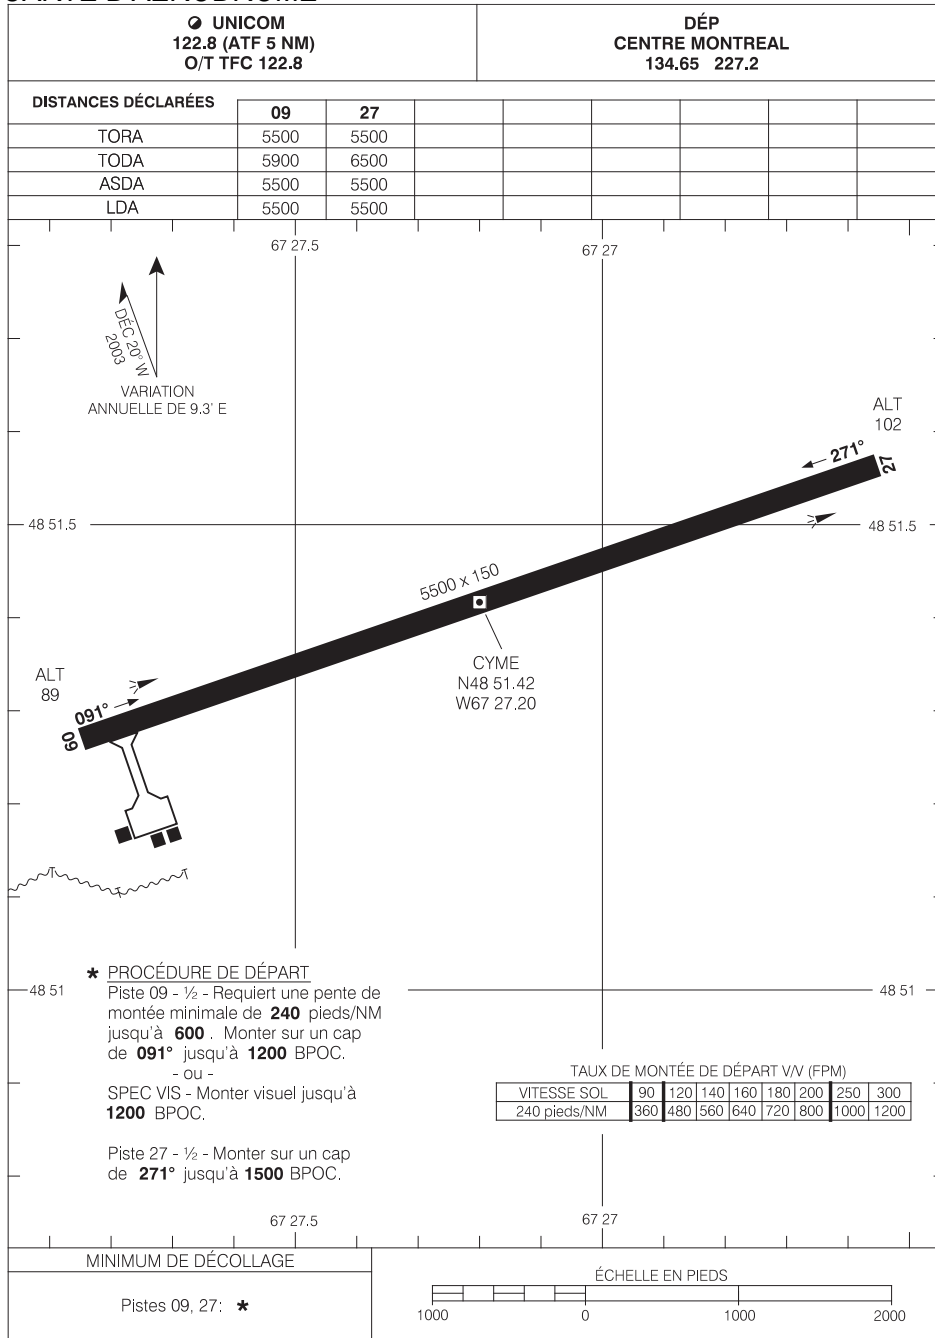 UNICOM
122.8 (ATF 5 NM)
O/T TFC 122.8
DÉP
CENTRE MONTREAL
134.65 227.2
DISTANCES DÉCLARÉES
09 27
TORA 5500 5500
TODA 5900 6500
ASDA 5500 5500
LDA 5500 5500
67 27.5 67 27
DÉC 20° W
2003
VARIATION
ANNUELLE DE 9.3' E
ALT
102
271°
27
48 51.5 48 51.5
5500 x 150
CYME
N48 51.42
W67 27.20
ALT
89
091°
09
* PROCÉDURE DE DÉPART
48 51 48 51
Piste 09 - ½ - Requiert une pente de
montée minimale de 240 pieds/NM
jusqu'à 600 . Monter sur un cap
de 091° jusqu'à 1200 BPOC.
- ou -
SPEC VIS - Monter visuel jusqu'à
1200 BPOC.
Piste 27 - ½ - Monter sur un cap
de 271° jusqu'à 1500 BPOC.
TAUX DE MONTÉE DE DÉPART V/V (FPM)
VITESSE SOL 90 120 140 160 180 200 250 300
240 pieds/NM 360 480 560 640 720 800 1000 1200
67 27.5 67 27
MINIMUM DE DÉCOLLAGE
Pistes 09, 27: *
ÉCHELLE EN PIEDS
1000 0 1000 2000